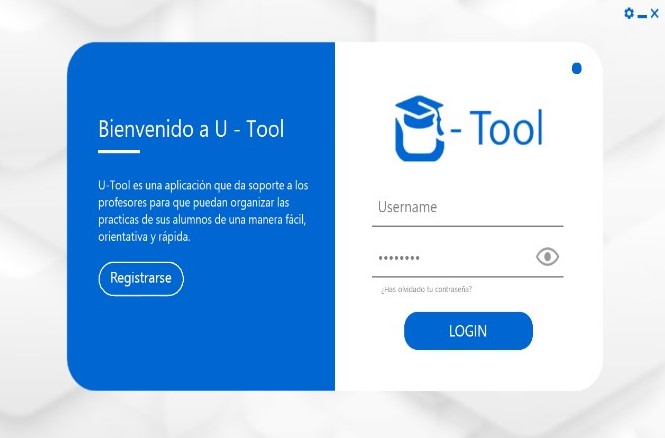 Bienvenido a U - Tool
U-Tool es una aplicación que da soporte a los
profesores para que puedan organizar las
practicas de sus alumnos de una manera fácil,
orientativa y rápida.
Registrarse
- Tool
Username
¿Has olvidado tu contraseña?
LOGIN